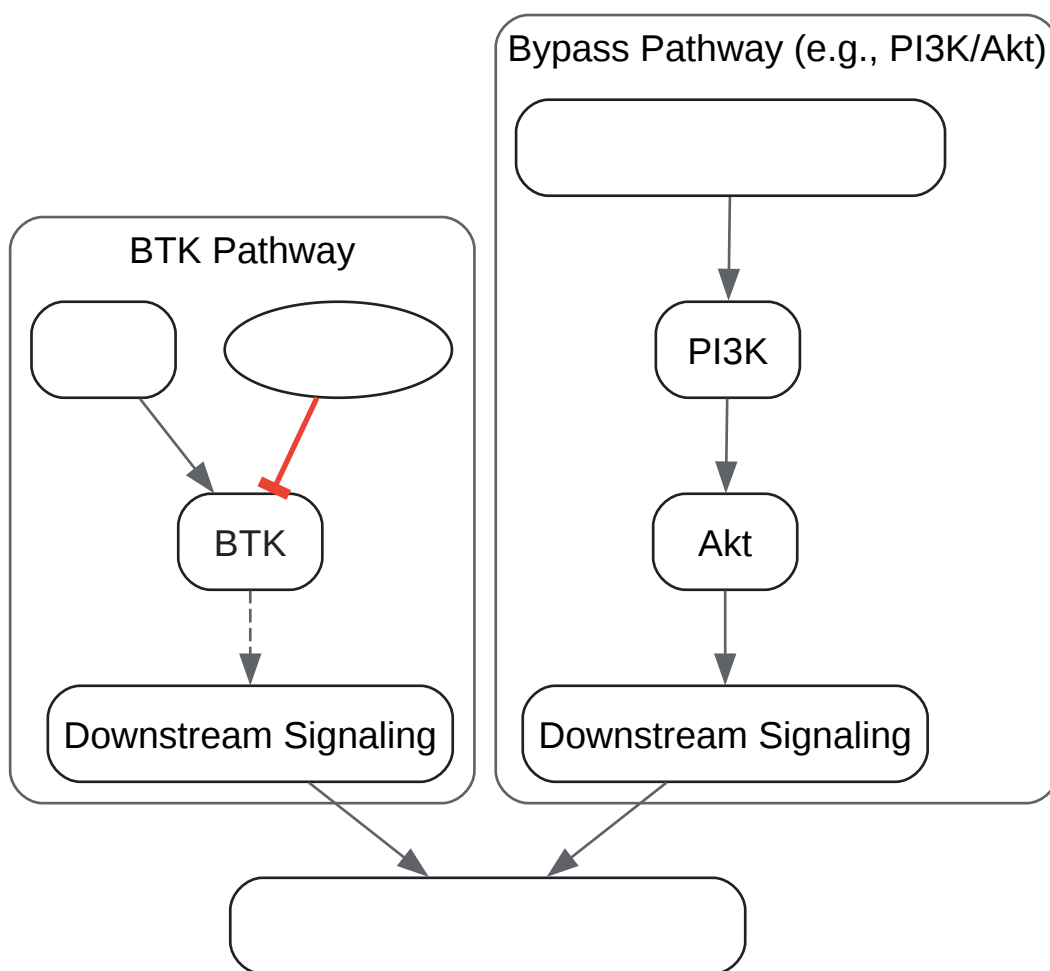 Bypass Pathway (e.g., PI3K/Akt)
BTK Pathway
PI3K
BTK
Akt
Downstream Signaling
Downstream Signaling